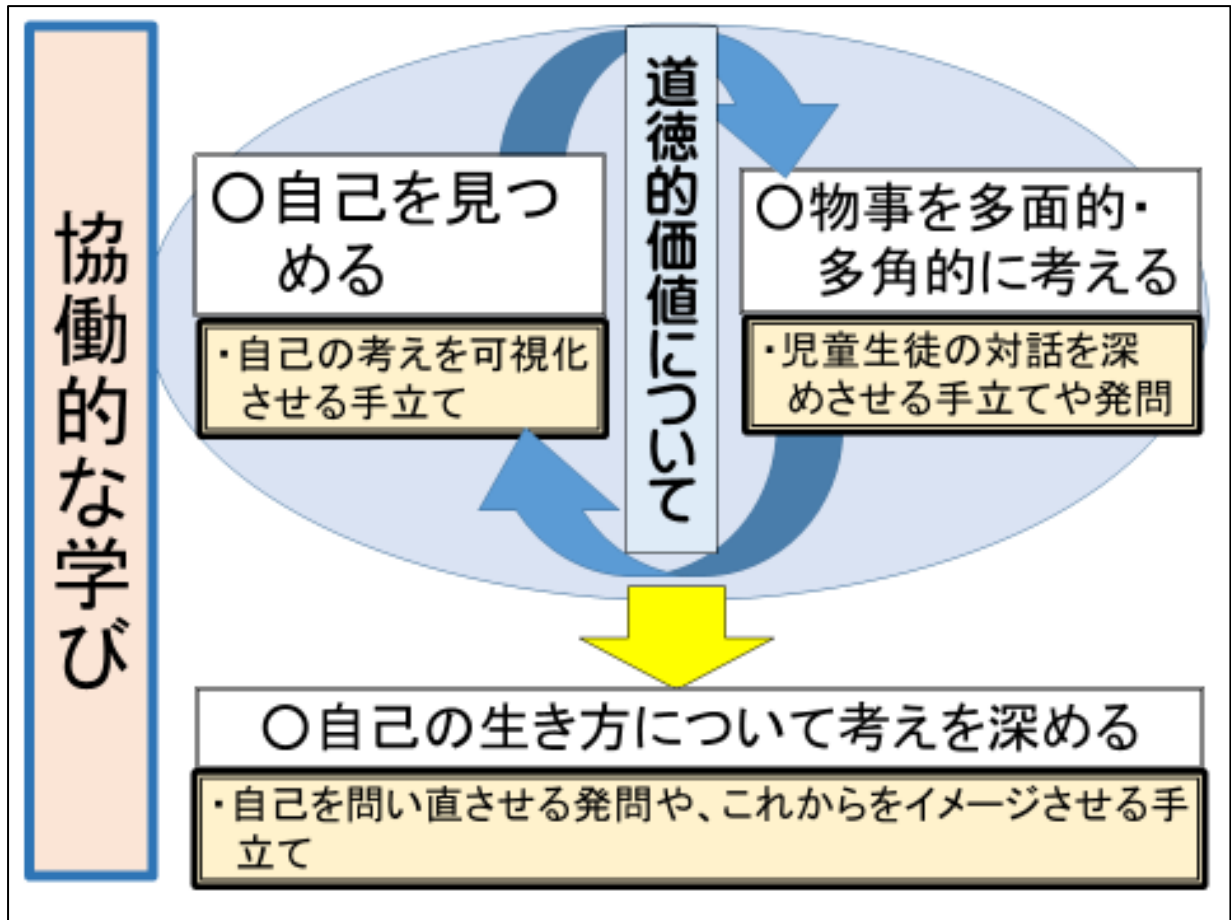 協働的な学び
道徳的価値について
〇自己を見つ
める
・自己の考えを可視化
させる手立て
〇物事を多面的・
多角的に考える
・児童生徒の対話を深
めさせる手立てや発問
〇自己の生き方について考えを深める
・自己を問い直させる発問や、これからをイメージさせる手
立て